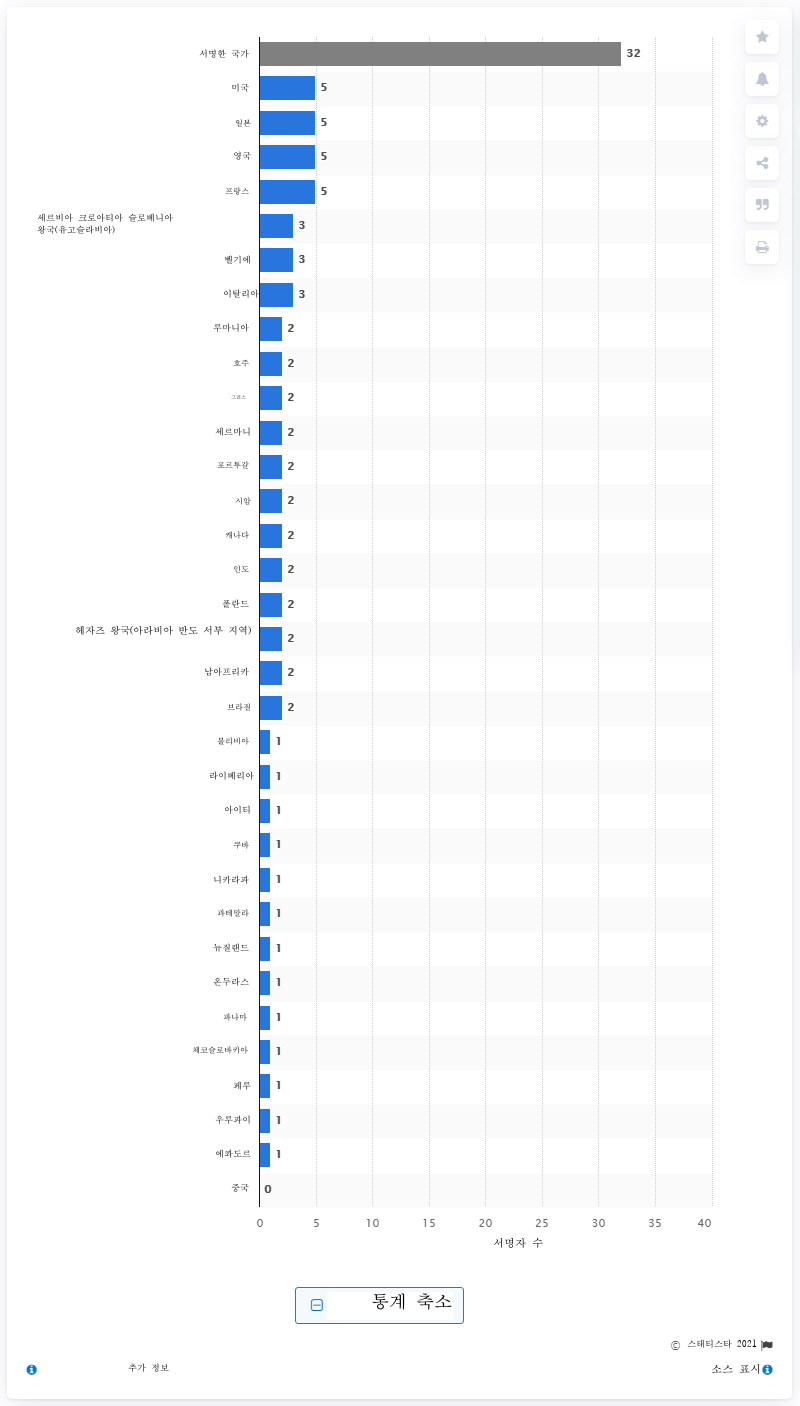 서명한 국가
32
미국
5
일본
5
영국
5
프랑스
5
세르비아 크로아티아 슬로베니아
왕국(유고슬라비아)
3
벨기에
3
이탈리아
3
루마니아
2
호주
2
그리스
2
세르마니
2
포르투갈
2
시암
2
캐나다
2
인도
2
폴란드
2
헤자즈 왕국(아라비아 반도 서부 지역)
2
남아프리카
2
브라질
2
볼리비아
1
라이베리아
1
아이티
1
쿠바
1
니카라과
1
과테말라
1
뉴질랜드
1
온두라스
1
파나마
1
체코슬로바키아
1
페루
1
우루과이
1
에콰도르
1
중국
0
0 5 10 15 20 25 30 35 40
서명자 수
통계 축소
© 스태티스타 2021
추가 정보
소스 표시